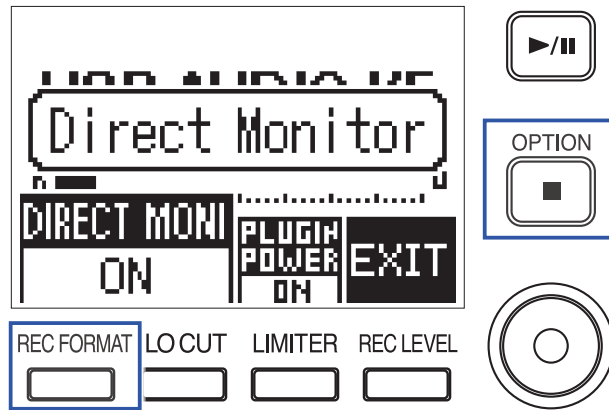 Direct Monitor
DIRECT MONI
ON
PLUGIN
POWER
ON
EXIT
OPTION
REC FORMAT
LO CUT
LIMITER
REC LEVEL